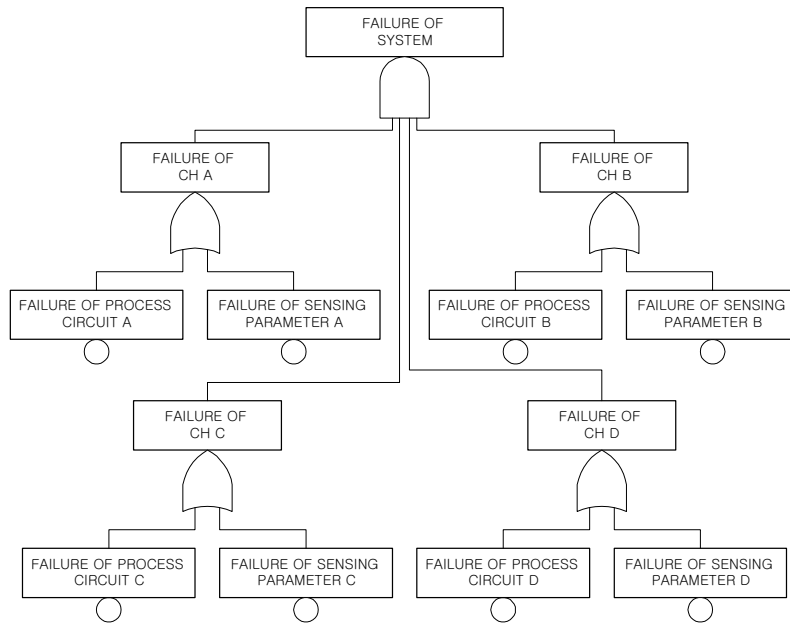 FAILURE OF
SYSTEM
FAILURE OF
CH A
FAILURE OF
CH B
FAILURE OF PROCESS
CIRCUIT A
FAILURE OF SENSING
PARAMETER A
FAILURE OF PROCESS
CIRCUIT B
FAILURE OF SENSING
PARAMETER B
FAILURE OF
CH C
FAILURE OF
CH D
FAILURE OF PROCESS
CIRCUIT C
FAILURE OF SENSING
PARAMETER C
FAILURE OF PROCESS
CIRCUIT D
FAILURE OF SENSING
PARAMETER D